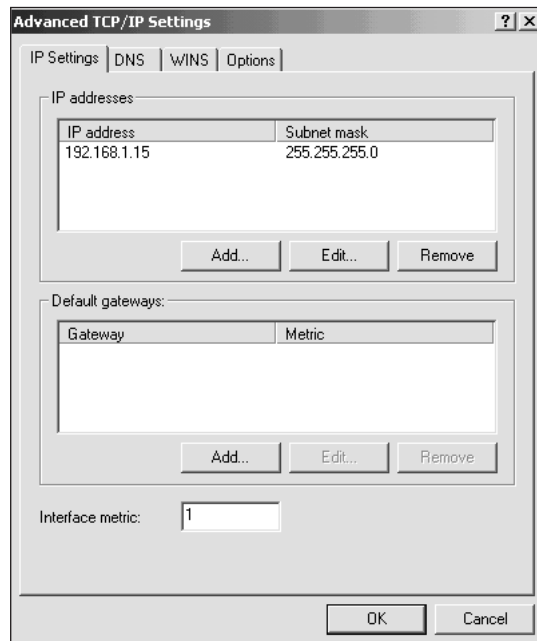 Advanced TCP/IP Settings
IP Settings DNS WINS Options
IP addresses
IP address Subnet mask
192.168.1.15 255.255.255.0
Add... Edit... Remove
Default gateways:
Gateway Metric
Add... Edit... Remove
Interface metric: 1
OK Cancel